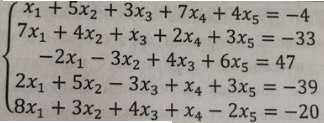 x₁ + 5x₂ + 3x₃ + 7x₄ + 4x₅ = −4
7x₁ + 4x₂ + x₃ + 2x₄ + 3x₅ = −33
−2x₁ − 3x₂ + 4x₃ + 6x₅ = 47
2x₁ + 5x₂ − 3x₃ + x₄ + 3x₅ = −39
8x₁ + 3x₂ + 4x₃ + x₄ − 2x₅ = −20